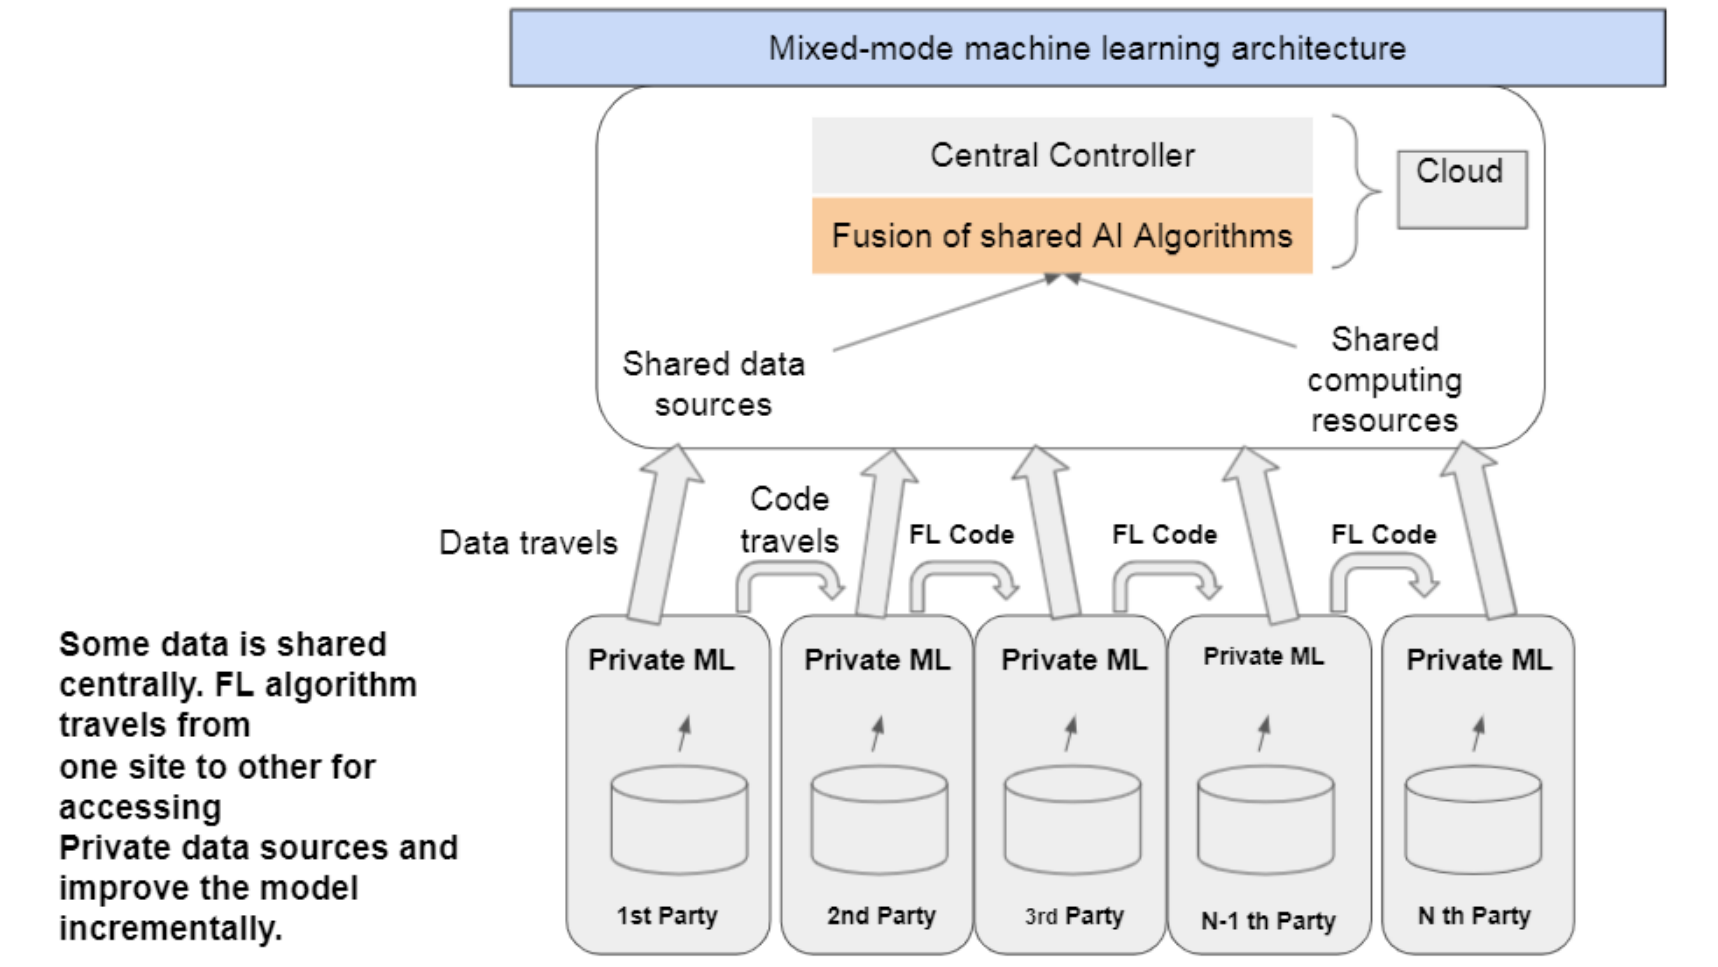 Mixed-mode machine learning architecture
Central Controller
Cloud
Fusion of shared AI Algorithms
Shared data
sources
Shared
computing
resources
Data travels
Code
travels
FL Code
FL Code
FL Code
Some data is shared
centrally. FL algorithm
travels from
one site to other for
accessing
Private data sources and
improve the model
incrementally.
Private ML
Private ML
Private ML
Private ML
Private ML
1st Party
2nd Party
3rd Party
N-1 th Party
N th Party